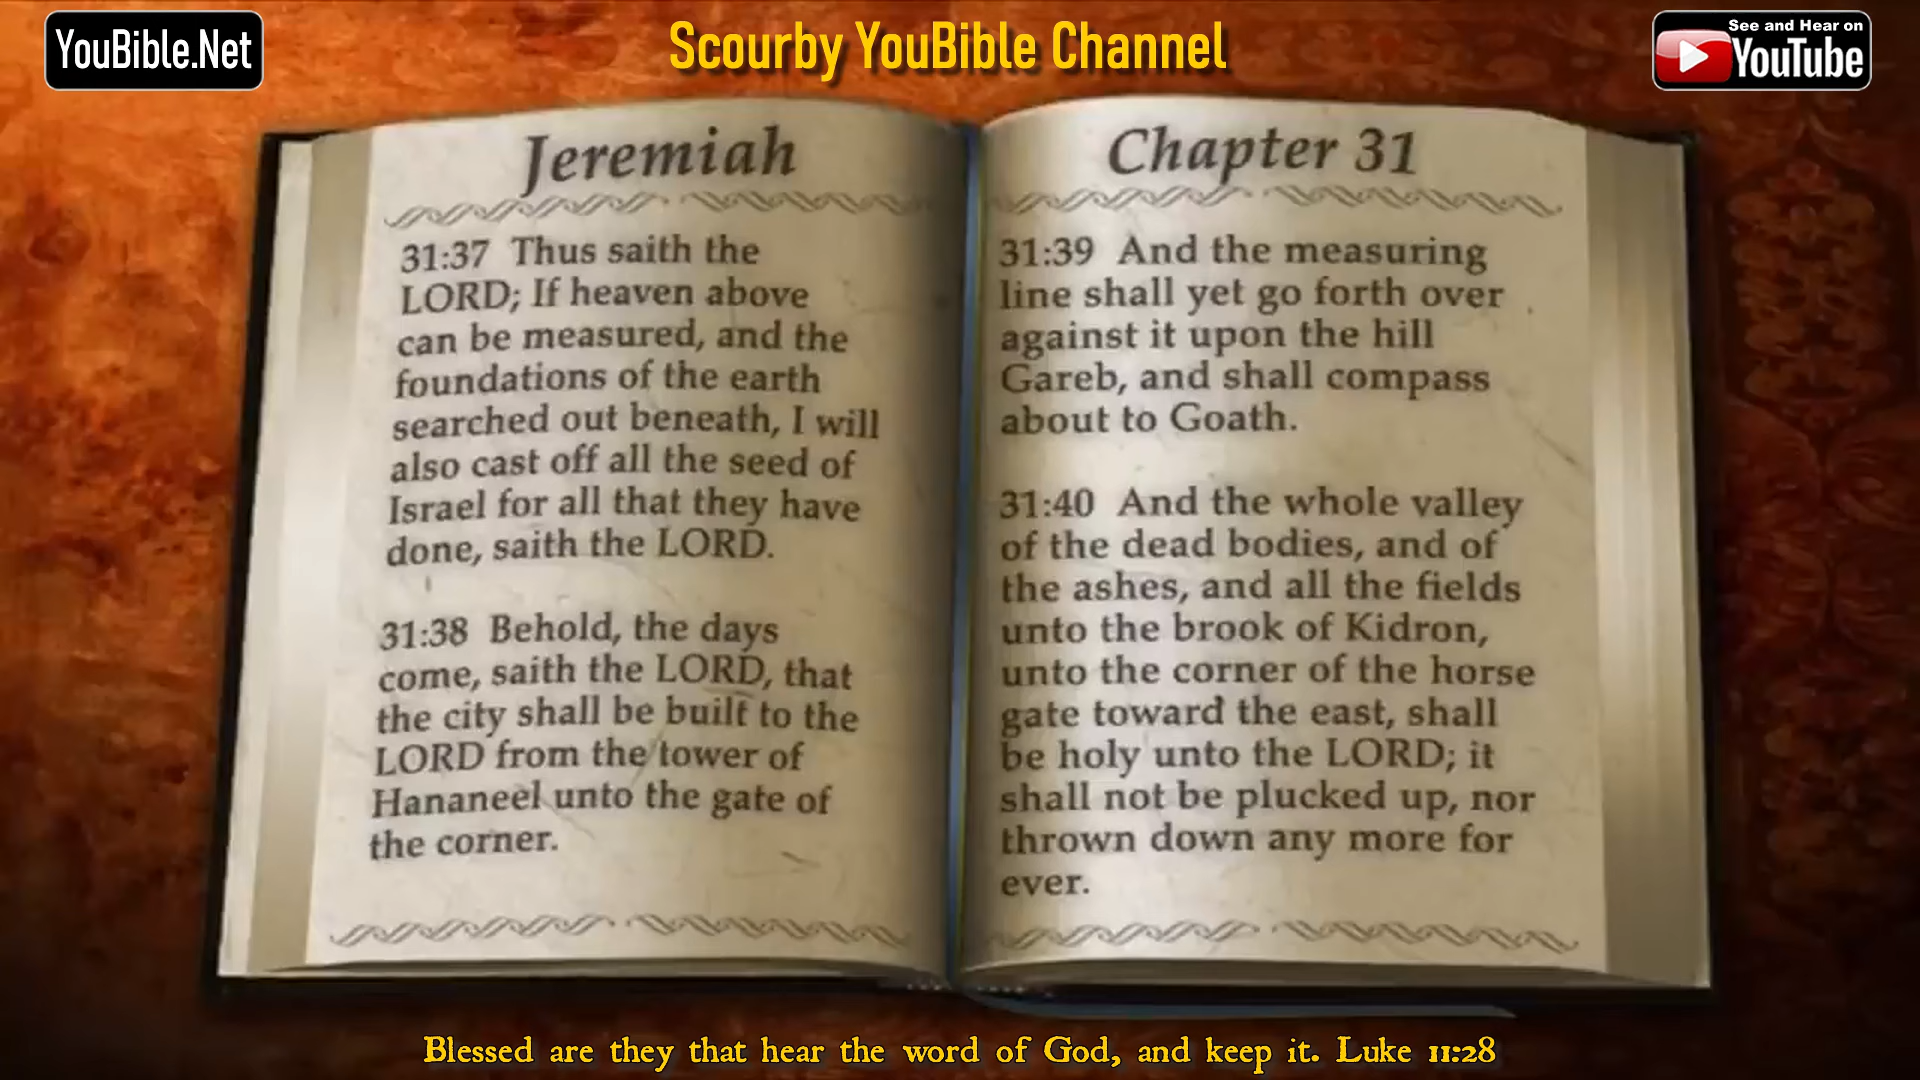 YouBible.Net
Scourby YouBible Channel
See and Hear on
YouTube
Jeremiah
31:37 Thus saith the
LORD; If heaven above
can be measured, and the
foundations of the earth
searched out beneath, I will
also cast off all the seed of
Israel for all that they have
done, saith the LORD.
31:38 Behold, the days
come, saith the LORD, that
the city shall be built to the
LORD from the tower of
Hananeel unto the gate of
the corner.
Chapter 31
31:39 And the measuring
line shall yet go forth over
against it upon the hill
Gareb, and shall compass
about to Goath.
31:40 And the whole valley
of the dead bodies, and of
the ashes, and all the fields
unto the brook of Kidron,
unto the corner of the horse
gate toward the east, shall
be holy unto the LORD; it
shall not be plucked up, nor
thrown down any more for
ever.
Blessed are they that hear the word of God, and keep it. Luke 11:28